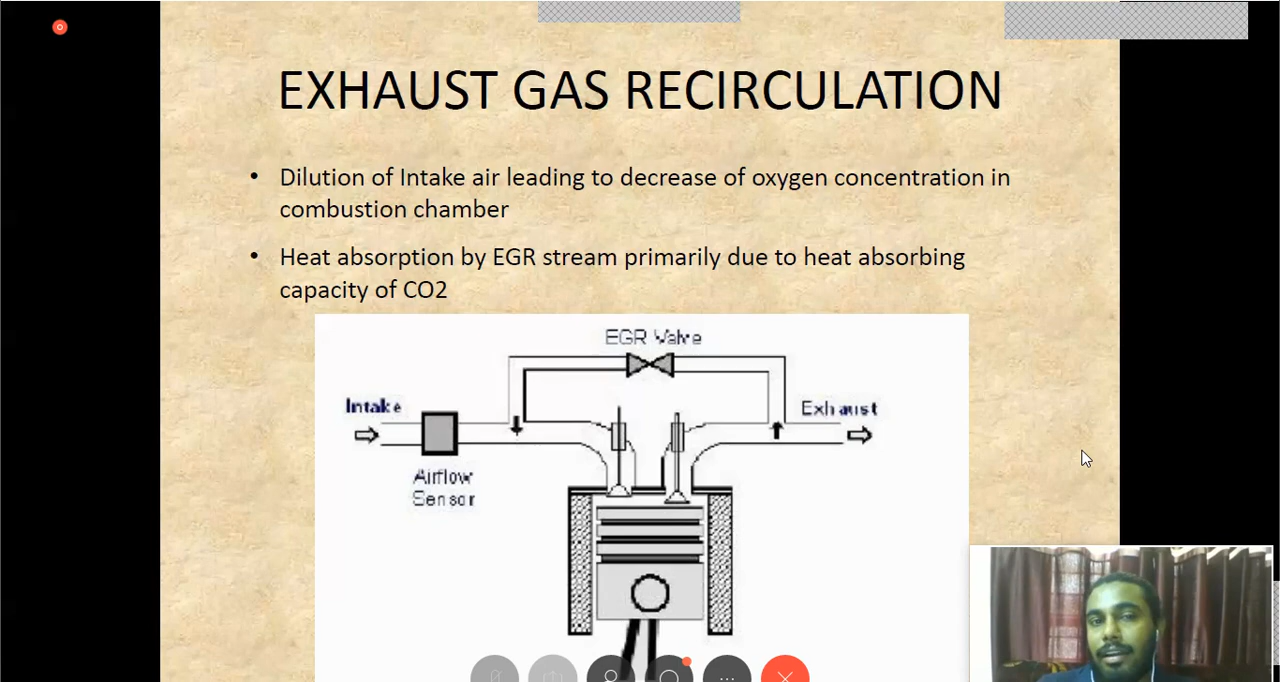 EXHAUST GAS RECIRCULATION
• Dilution of Intake air leading to decrease of oxygen concentration in
combustion chamber
• Heat absorption by EGR stream primarily due to heat absorbing
capacity of CO2
EGR Valve
Intake
Exhaust
Airflow
Sensor